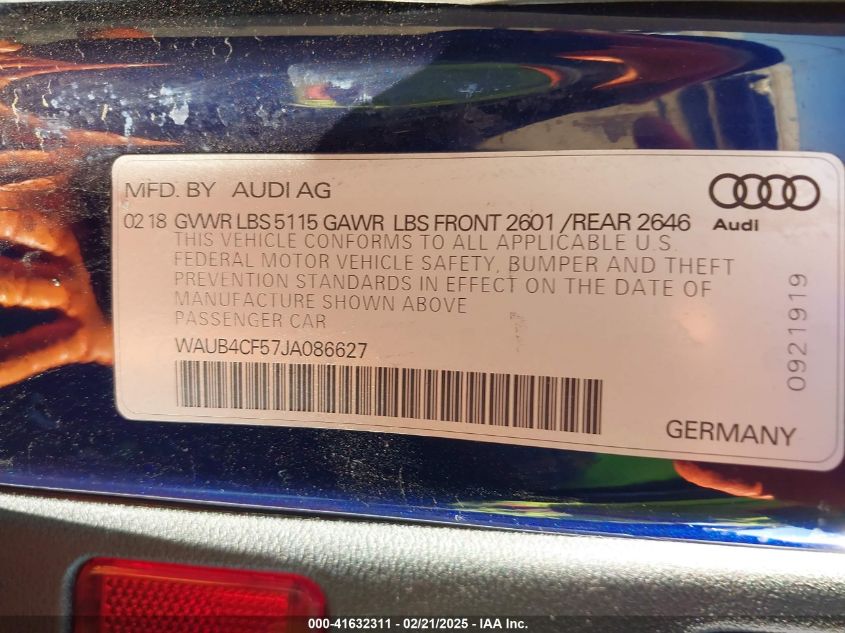 MFD. BY AUDI AG
Audi
02 18 GVWR LBS 5115 GAWR LBS FRONT 2601 /REAR 2646
THIS VEHICLE CONFORMS TO ALL APPLICABLE U.S.
FEDERAL MOTOR VEHICLE SAFETY, BUMPER AND THEFT
PREVENTION STANDARDS IN EFFECT ON THE DATE OF
MANUFACTURE SHOWN ABOVE
PASSENGER CAR
WAUB4CF57JA086627
0921919
GERMANY
000-41632311 - 02/21/2025 - IAA Inc.